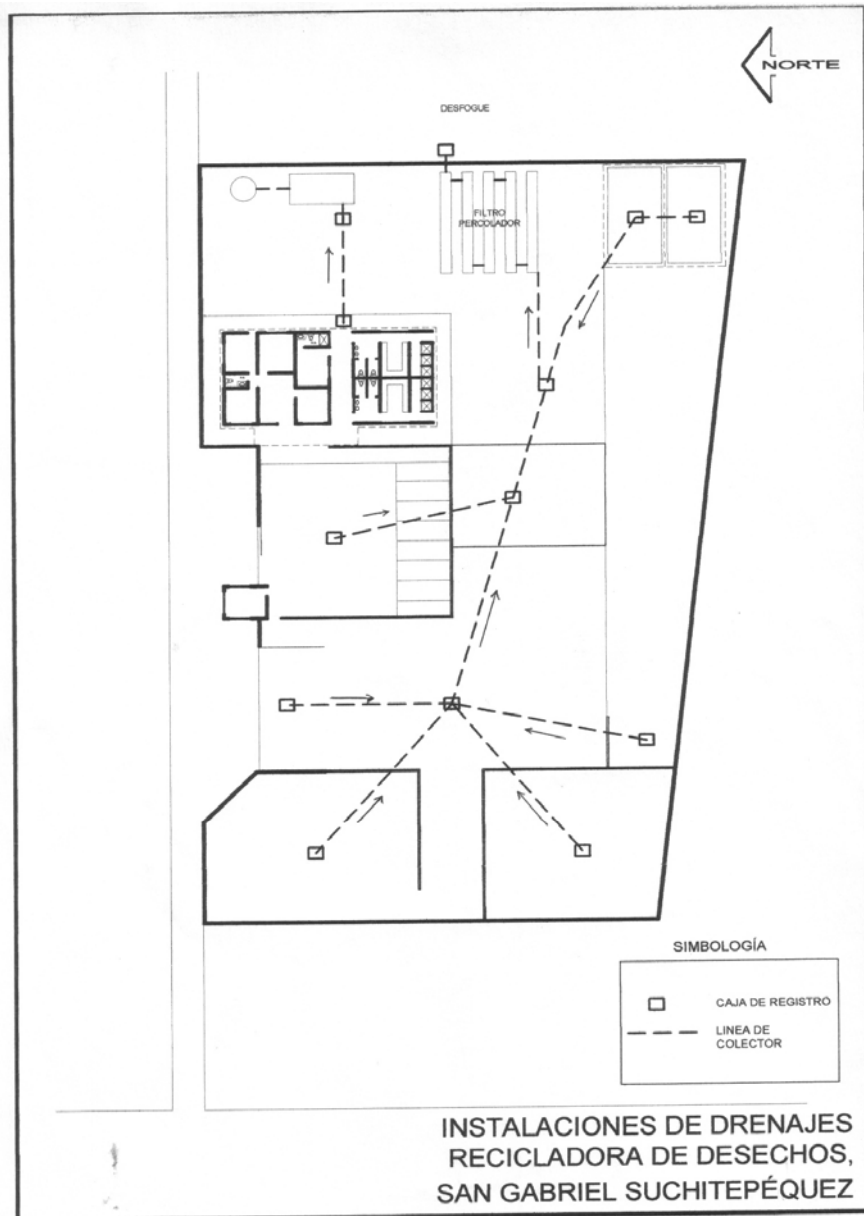 NORTE
DESFOGUE
FILTRO
PERCOLADOR
SIMBOLOGÍA
CAJA DE REGISTRO
LINEA DE
COLECTOR
INSTALACIONES DE DRENAJES
RECICLADORA DE DESECHOS,
SAN GABRIEL SUCHITEPÉQUEZ